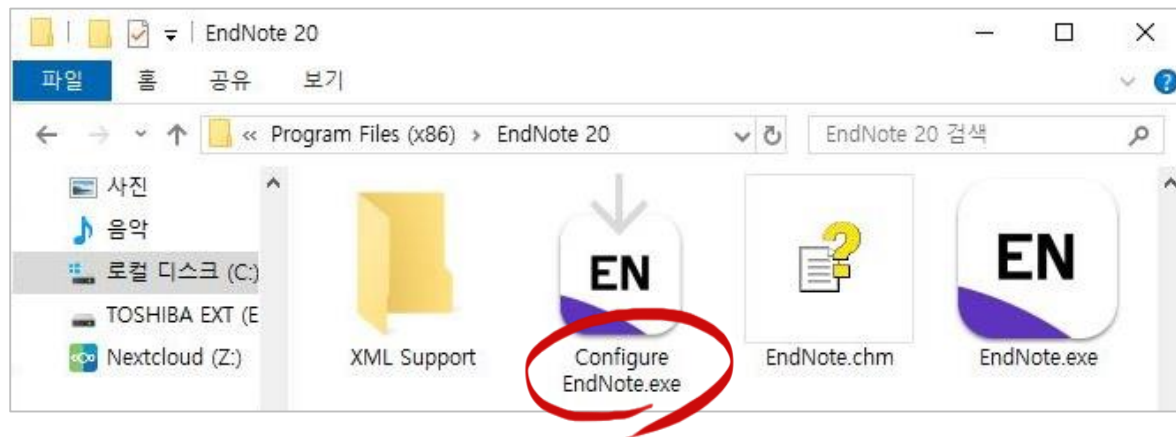 EndNote 20
파일 홈 공유 보기
« Program Files (x86) › EndNote 20
EndNote 20 검색
사진
음악
로컬 디스크 (C:)
TOSHIBA EXT (E
Nextcloud (Z:)
XML Support
EN
Configure
EndNote.exe
EndNote.chm
EN
EndNote.exe